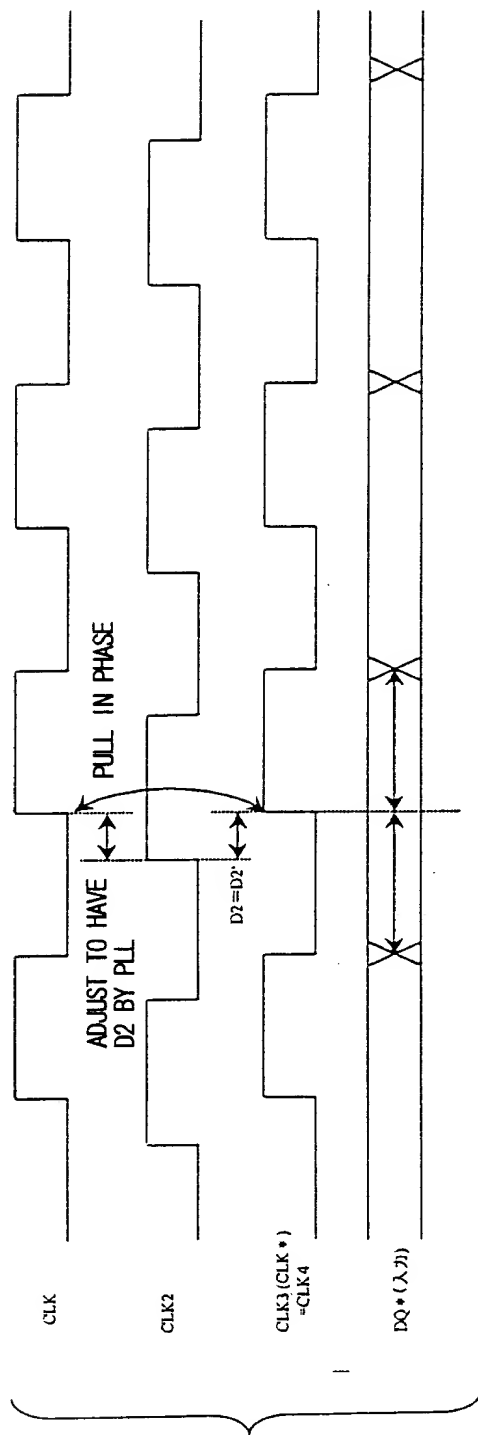 CLK
CLK2
CLK3 (CLK*)
=CLK4
DQ* (入力)
ADJUST TO HAVE
D2 BY PLL
PULL IN PHASE
D2=D2'